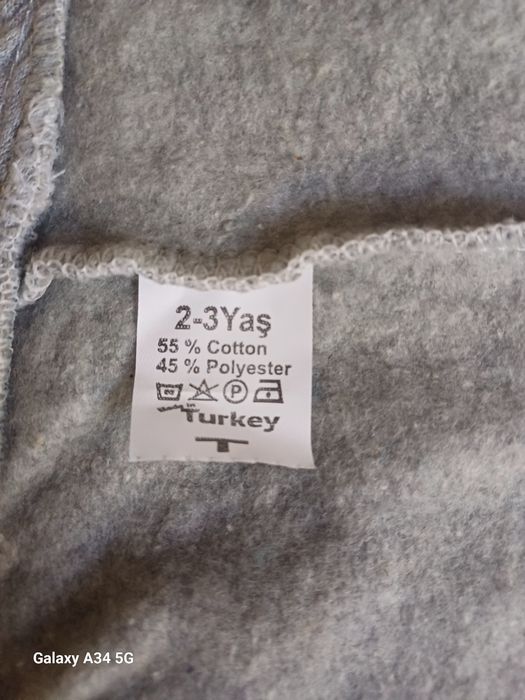 2-3Yaş
55 % Cotton
45 % Polyester
P
Turkey
Galaxy A34 5G